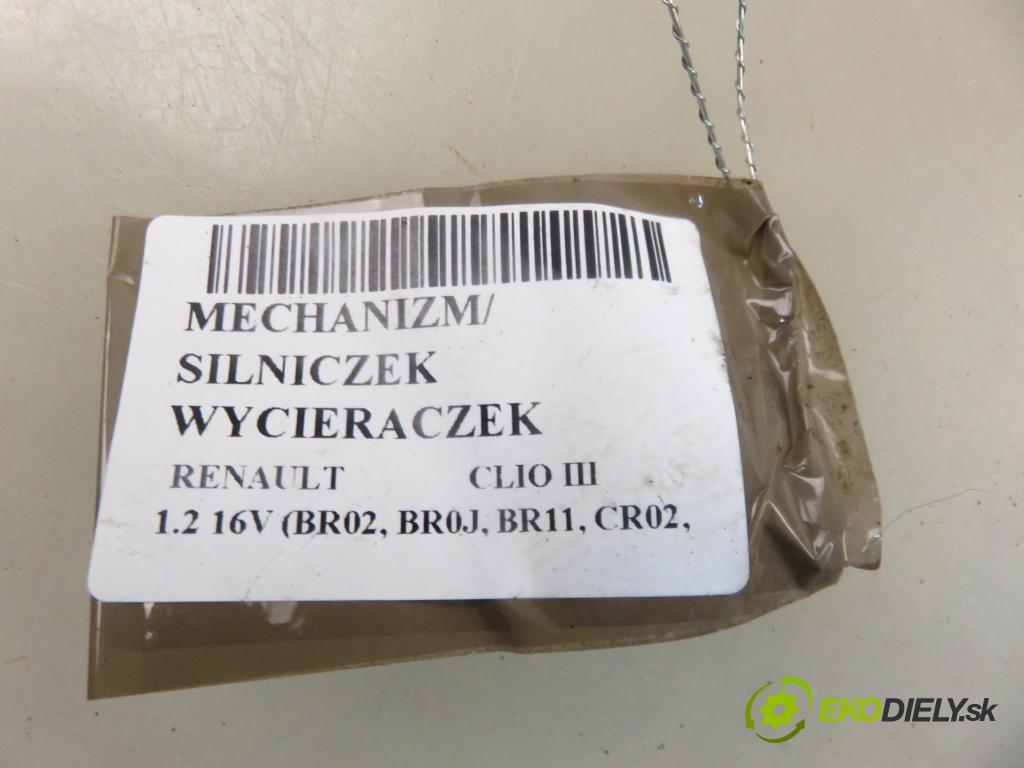 MECHANIZM/
SILNICZEK
WYCIERACZEK
RENAULT CLIO III
1.2 16V (BR02, BR0J, BR11, CR02,
EKODIELY.sk